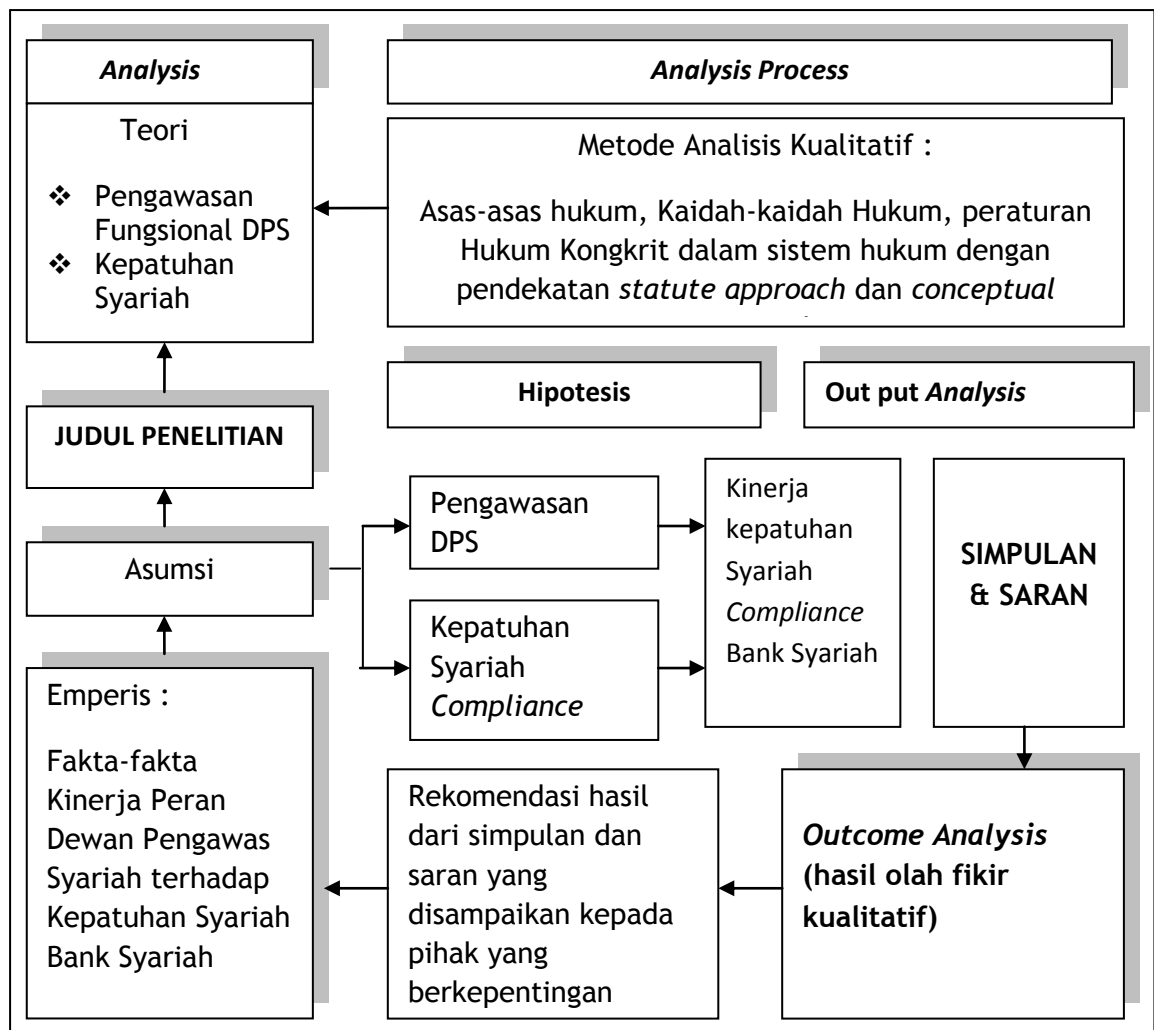 Analysis
Analysis Process
Teori
❖ Pengawasan
Fungsional DPS
❖ Kepatuhan
Syariah
Metode Analisis Kualitatif :
Asas-asas hukum, Kaidah-kaidah Hukum, peraturan
Hukum Kongkrit dalam sistem hukum dengan
pendekatan statute approach dan conceptual
Hipotesis
Out put Analysis
JUDUL PENELITIAN
Asumsi
Pengawasan
DPS
Kepatuhan
Syariah
Compliance
Kinerja
kepatuhan
Syariah
Compliance
Bank Syariah
SIMPULAN
& SARAN
Emperis :
Fakta-fakta
Kinerja Peran
Dewan Pengawas
Syariah terhadap
Kepatuhan Syariah
Bank Syariah
Rekomendasi hasil
dari simpulan dan
saran yang
disampaikan kepada
pihak yang
berkepentingan
Outcome Analysis
(hasil olah fikir
kualitatif)